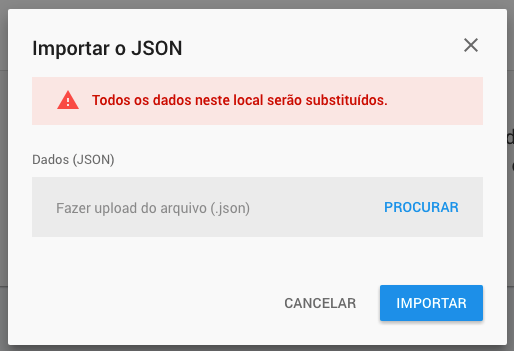 Importar o JSON
Todos os dados neste local serão substituídos.
Dados (JSON)
Fazer upload do arquivo (.json)
PROCURAR
CANCELAR
IMPORTAR